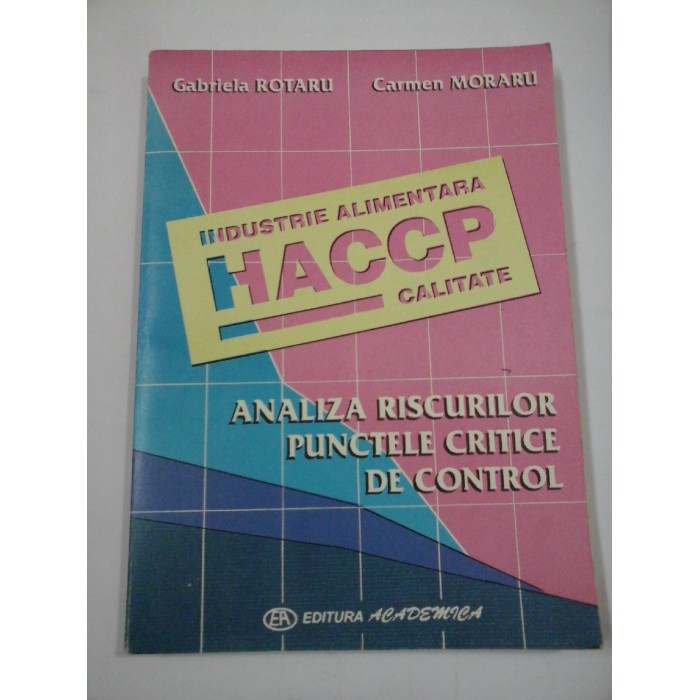 Gabriela ROTARU Carmen MORARU
INDUSTRIE ALIMENTARA
HACCP
CALITATE
ANALIZA RISCURILOR
PUNCTELE CRITICE
DE CONTROL
EA EDITURA ACADEMICA